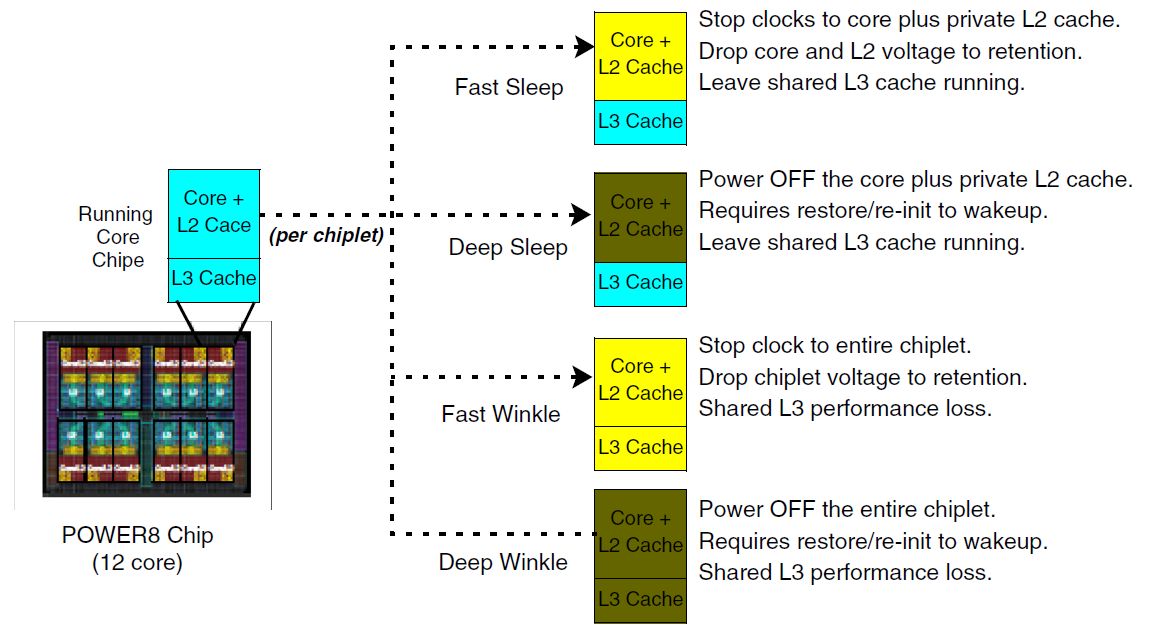 Core +
L2 Cache
L3 Cache
Stop clocks to core plus private L2 cache.
Drop core and L2 voltage to retention.
Leave shared L3 cache running.
Fast Sleep
Running
Core
Chipe
Core +
L2 Cace
L3 Cache
(per chiplet)
Deep Sleep
Core +
L2 Cache
L3 Cache
Power OFF the core plus private L2 cache.
Requires restore/re-init to wakeup.
Leave shared L3 cache running.
Fast Winkle
Core +
L2 Cache
L3 Cache
Stop clock to entire chiplet.
Drop chiplet voltage to retention.
Shared L3 performance loss.
POWER8 Chip
(12 core)
Deep Winkle
Core +
L2 Cache
L3 Cache
Power OFF the entire chiplet.
Requires restore/re-init to wakeup.
Shared L3 performance loss.